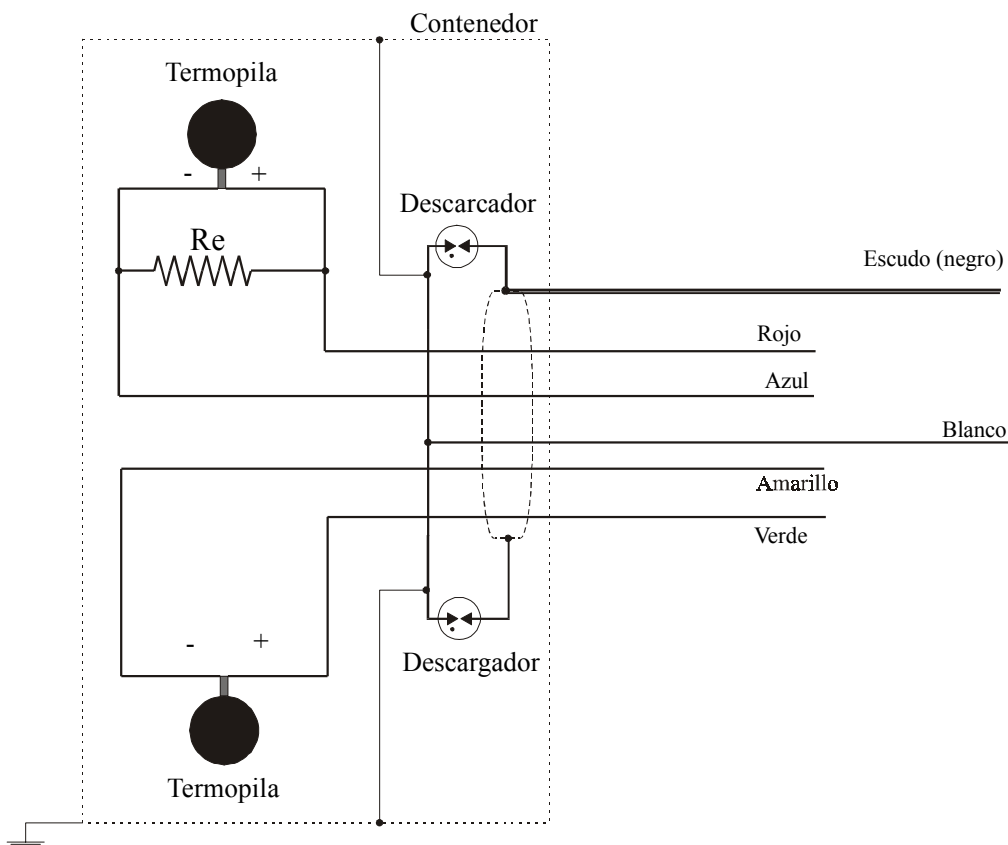 Contenedor
Termopila
- +
Descarcador
Re
Escudo (negro)
Rojo
Azul
Blanco
Amarillo
Verde
- +
Descargador
Termopila